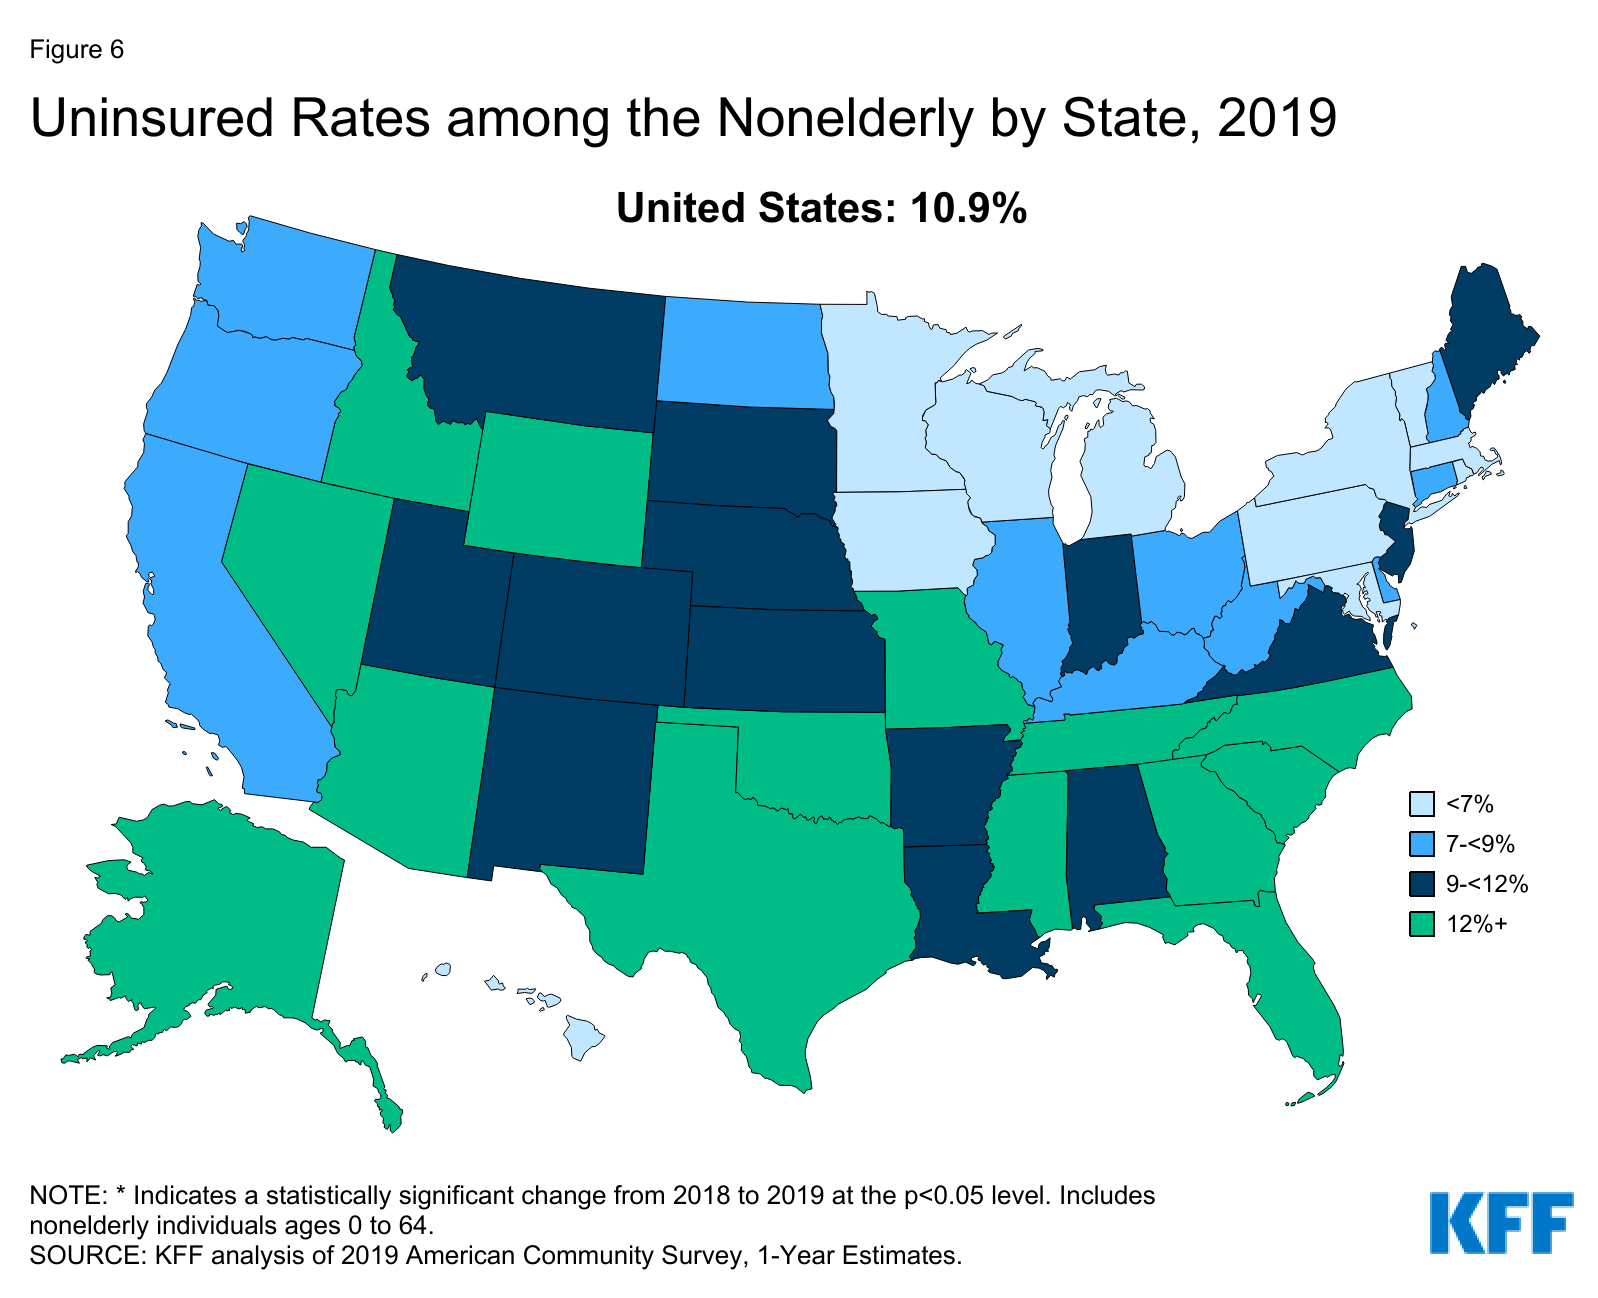 Figure 6
Uninsured Rates among the Nonelderly by State, 2019
United States: 10.9%
<7%
7-<9%
9-<12%
12%+
NOTE: * Indicates a statistically significant change from 2018 to 2019 at the p<0.05 level. Includes
nonelderly individuals ages 0 to 64.
SOURCE: KFF analysis of 2019 American Community Survey, 1-Year Estimates.
KFF